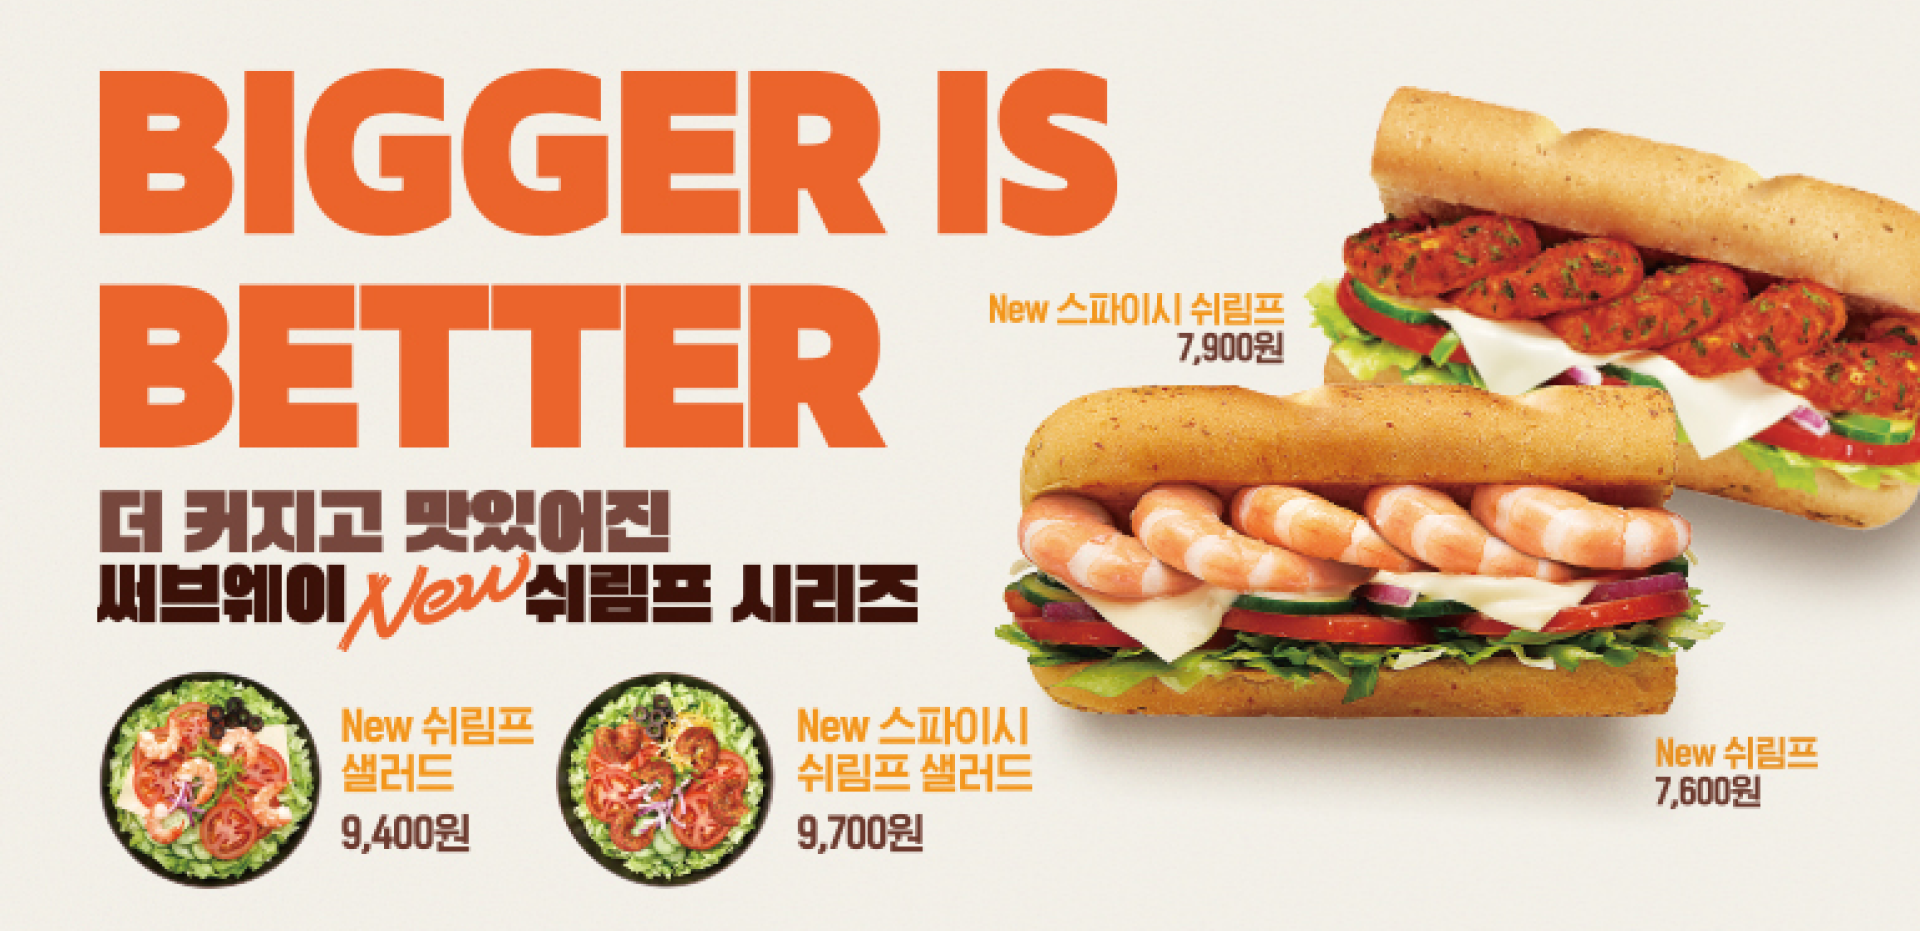 BIGGER IS
BETTER
더 커지고 맛있어진
써브웨이 New 쉬림프 시리즈
New 스파이시 쉬림프
7,900원
New 쉬림프
7,600원
New 쉬림프
샐러드
9,400원
New 스파이시
쉬림프 샐러드
9,700원